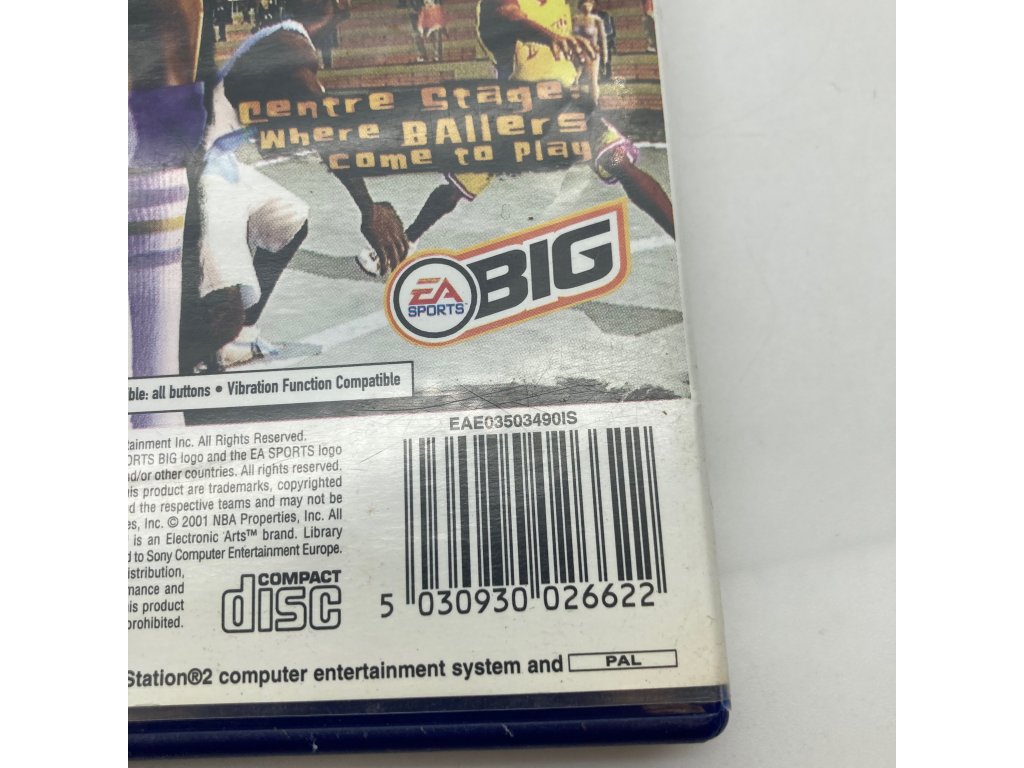 Centre Stage:
Where BAllers
come to play
EA SPORTS BIG
ble: all buttons • Vibration Function Compatible
EAE03503490IS
tainment Inc. All Rights Reserved.
ORTS BIG logo and the EA SPORTS logo
nd/or other countries. All rights reserved.
his product are trademarks, copyrighted
d the respective teams and may not be
es, Inc. © 2001 NBA Properties, Inc. All
is an Electronic Arts™ brand. Library
d to Sony Computer Entertainment Europe.
istribution,
mance and
is product
prohibited.
COMPACT
disc
5 030930 026622
Station®2 computer entertainment system and PAL